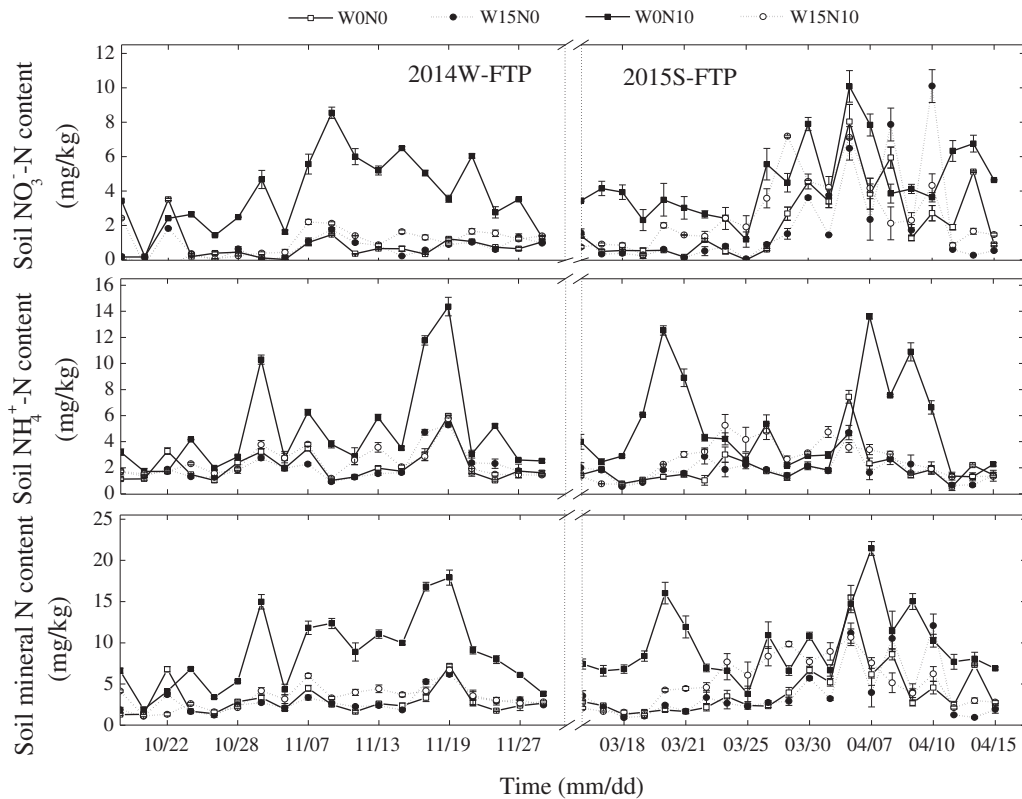 W0N0 W15N0 W0N10 W15N10
2014W-FTP 2015S-FTP
Soil NO3--N content
(mg/kg)
12
10
8
6
4
2
0
Soil NH4+-N content
(mg/kg)
16
14
12
10
8
6
4
2
0
Soil mineral N content
(mg/kg)
25
20
15
10
5
0
10/22 10/28 11/07 11/13 11/19 11/27 03/18 03/21 03/25 03/30 04/07 04/10 04/15
Time (mm/dd)